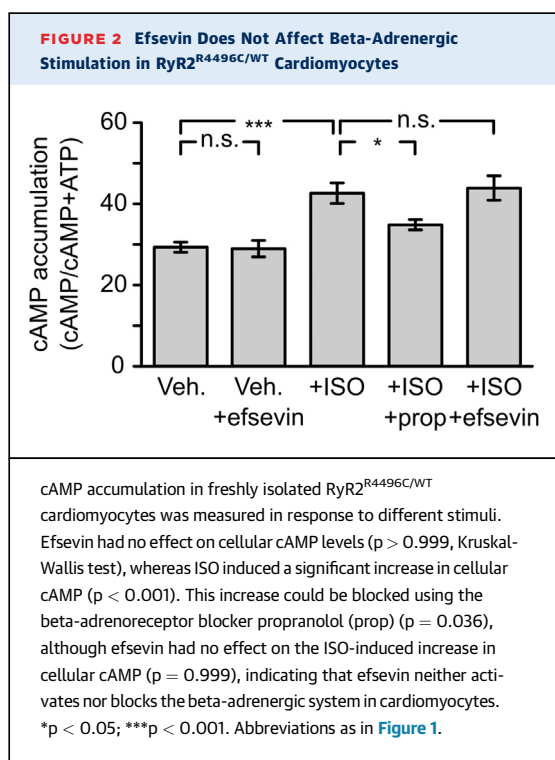 FIGURE 2 Efsevin Does Not Affect Beta-Adrenergic
Stimulation in RyR2R4496C/WT Cardiomyocytes
cAMP accumulation
(cAMP/cAMP+ATP)
60
40
20
0
***
n.s.
n.s.
*
Veh.
Veh.
+efsevin
+ISO
+ISO
+prop
+ISO
+efsevin
cAMP accumulation in freshly isolated RyR2R4496C/WT
cardiomyocytes was measured in response to different stimuli.
Efsevin had no effect on cellular cAMP levels (p > 0.999, Kruskal-
Wallis test), whereas ISO induced a significant increase in cellular
cAMP (p < 0.001). This increase could be blocked using the
beta-adrenoreceptor blocker propranolol (prop) (p = 0.036),
although efsevin had no effect on the ISO-induced increase in
cellular cAMP (p = 0.999), indicating that efsevin neither acti-
vates nor blocks the beta-adrenergic system in cardiomyocytes.
*p < 0.05; ***p < 0.001. Abbreviations as in Figure 1.